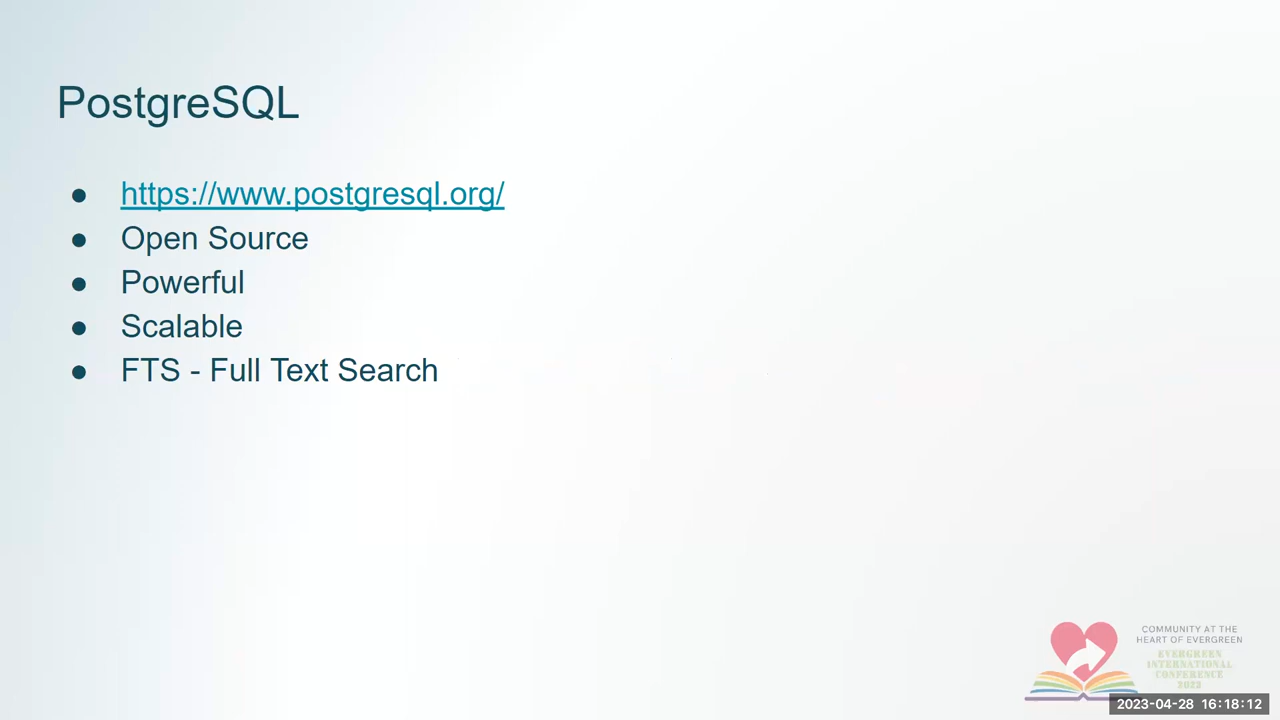 PostgreSQL
● https://www.postgresql.org/
● Open Source
● Powerful
● Scalable
● FTS - Full Text Search
COMMUNITY AT THE
HEART OF EVERGREEN
EVERGREEN
INTERNATIONAL
CONFERENCE
2023
2023-04-28 16:18:12